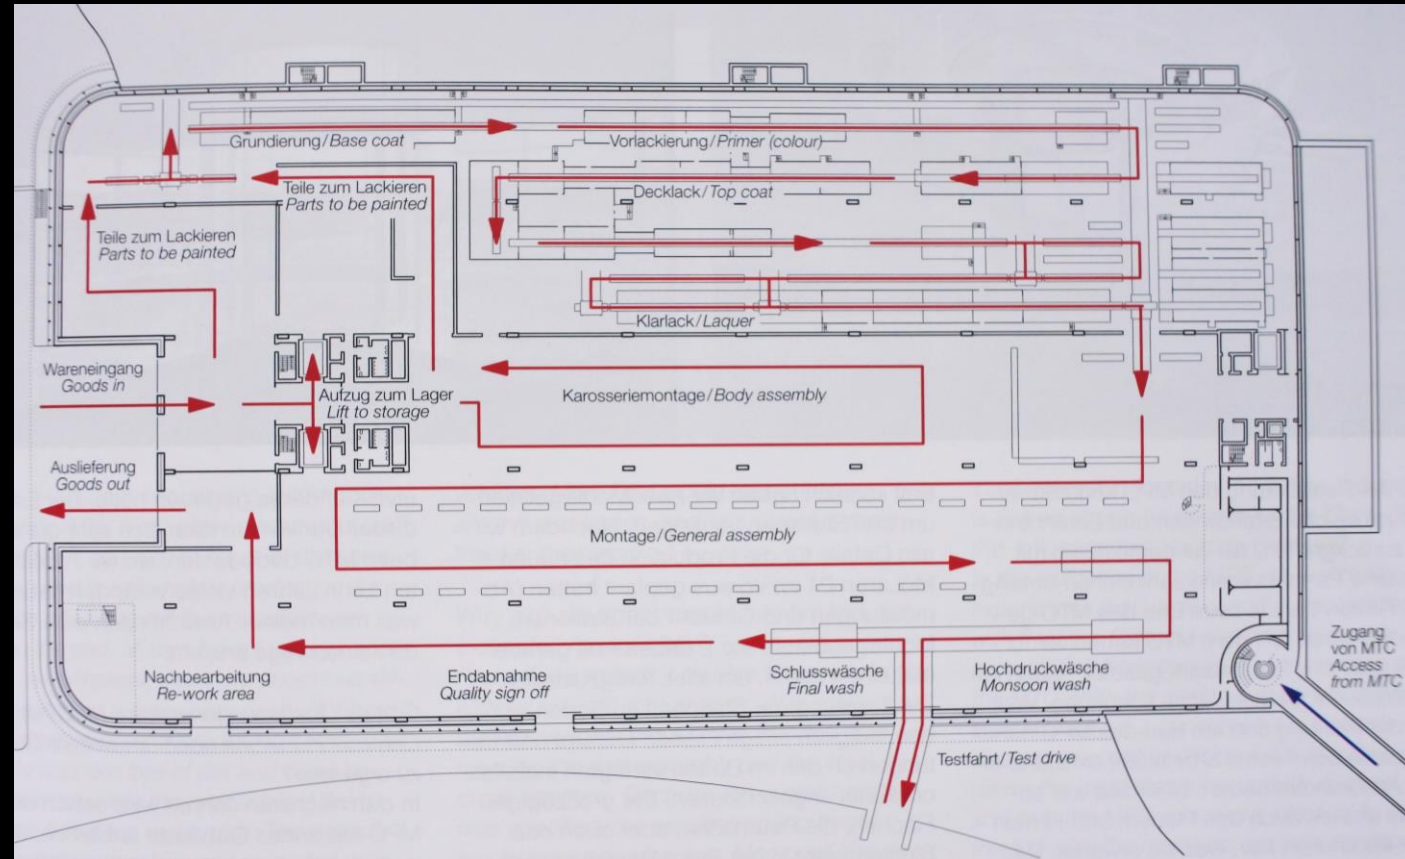 Grundierung/Base coat
Vorlackierung/Primer (colour)
Teile zum Lackieren
Parts to be painted
Decklack/Top coat
Teile zum Lackieren
Parts to be painted
Klarlack/Laquer
Wareneingang
Goods in
Aufzug zum Lager
Lift to storage
Karosseriemontage/Body assembly
Auslieferung
Goods out
Montage/General assembly
Zugang
von MTC
Access
from MTC
Nachbearbeitung
Re-work area
Endabnahme
Quality sign off
Schlusswäsche
Final wash
Hochdruckwäsche
Monsoon wash
Testfahrt/Test drive